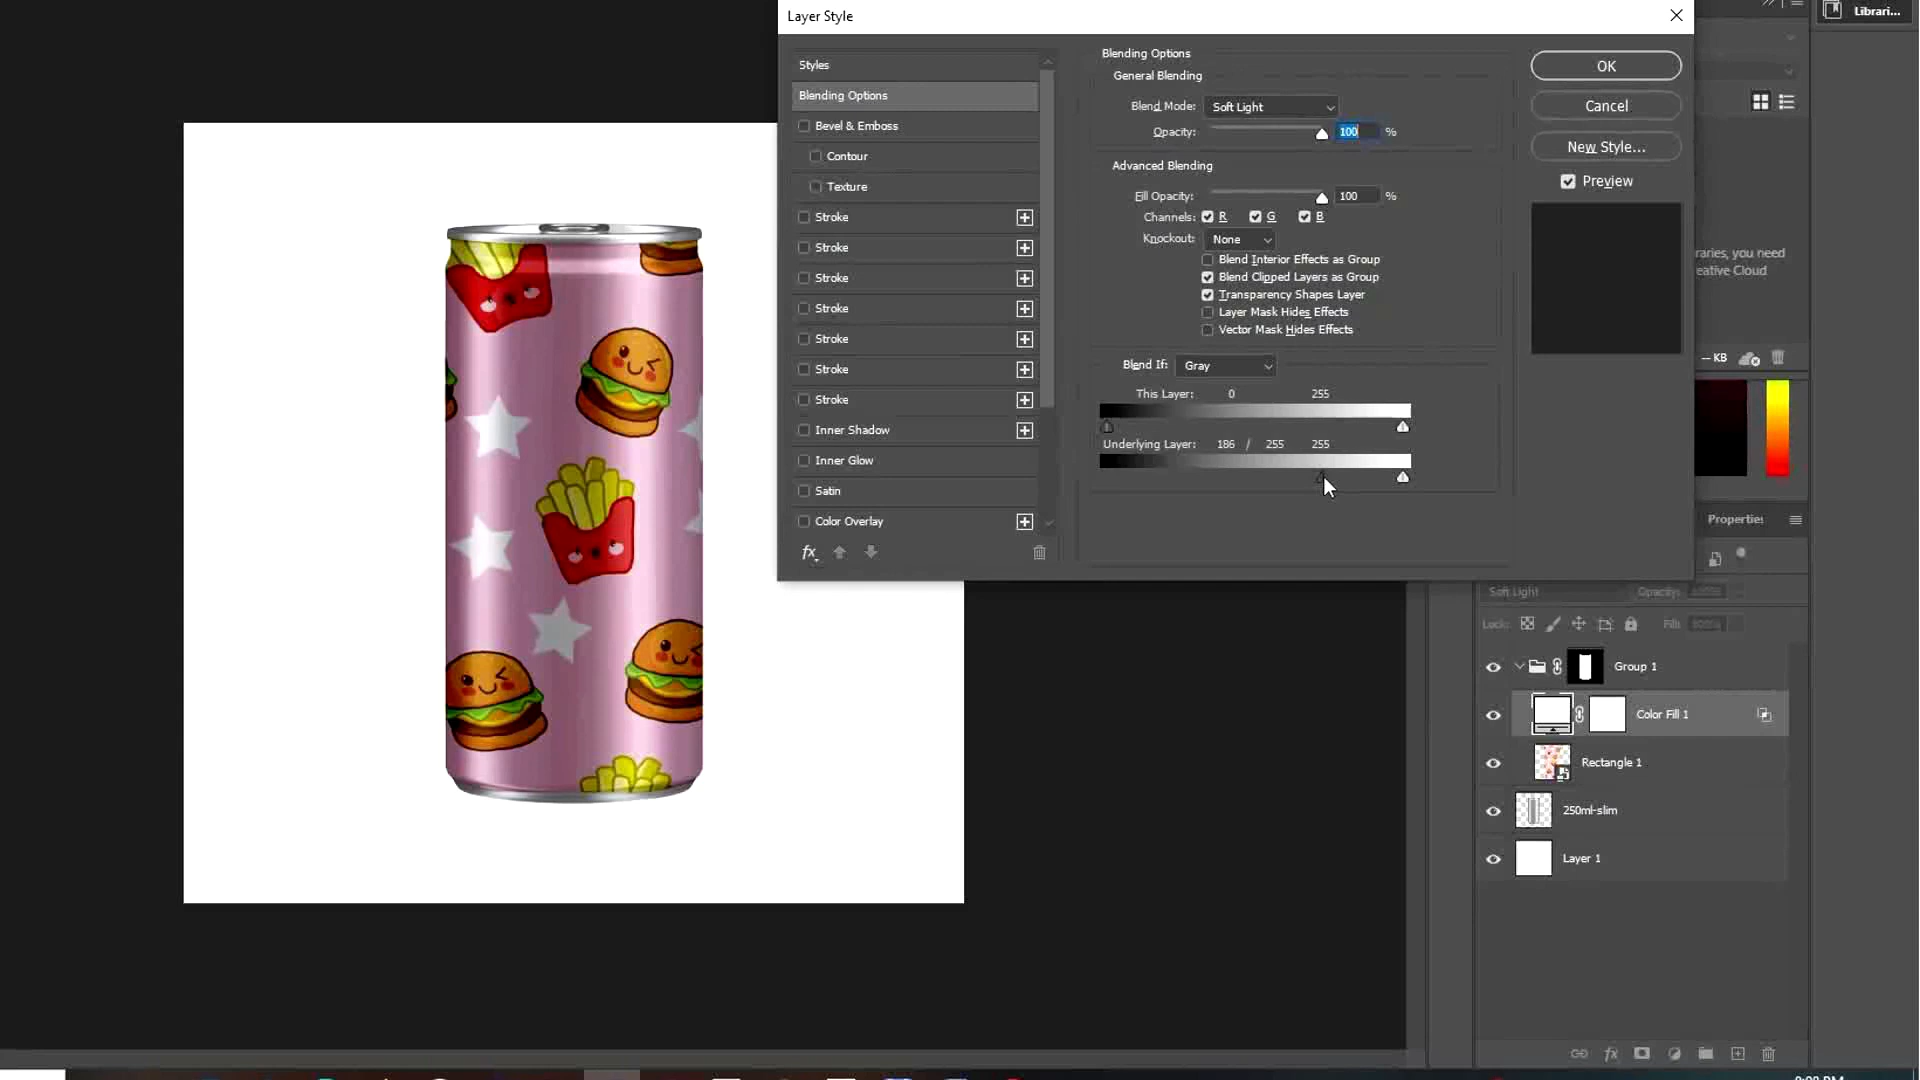 Layer Style
Librari...
Styles
Blending Options
Bevel & Emboss
Contour
Texture
Stroke
Stroke
Stroke
Stroke
Stroke
Stroke
Stroke
Inner Shadow
Inner Glow
Satin
Color Overlay
fx
Blending Options
General Blending
Blend Mode: Soft Light
Opacity: 100 %
Advanced Blending
Fill Opacity: 100 %
Channels: R G B
Knockout: None
Blend Interior Effects as Group
Blend Clipped Layers as Group
Transparency Shapes Layer
Layer Mask Hides Effects
Vector Mask Hides Effects
Blend If: Gray
This Layer: 0 255
Underlying Layer: 186 / 255 255
OK
Cancel
New Style...
Preview
raries, you need
eative Cloud
-- KB
Properties
Soft Light Opacity: 100%
Lock: Fill: 100%
Group 1
Color Fill 1
Rectangle 1
250ml-slim
Layer 1
fx